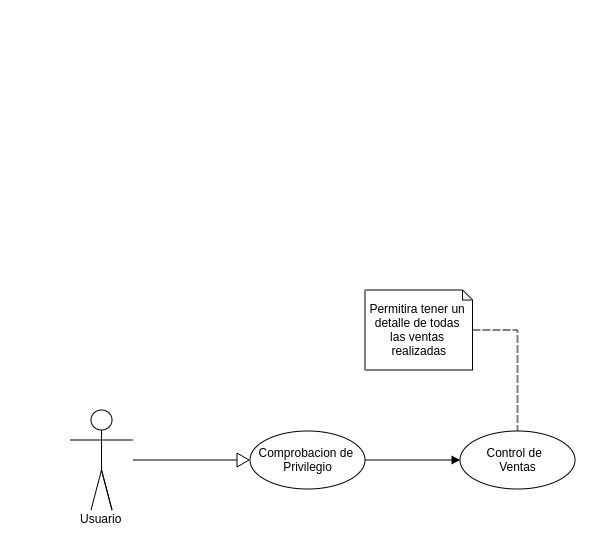 Permitira tener un
detalle de todas
las ventas
realizadas
Comprobacion de
Privilegio
Control de
Ventas
Usuario